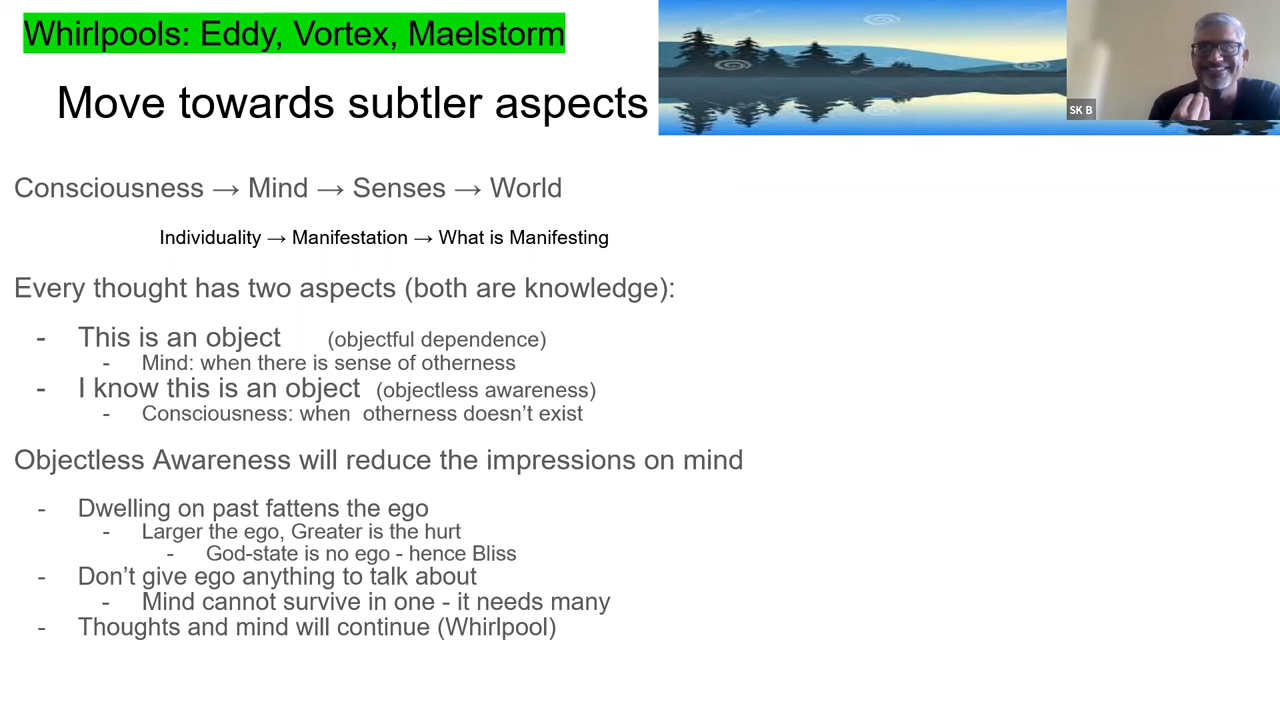 Whirlpools: Eddy, Vortex, Maelstorm
Move towards subtler aspects
SK B
Consciousness → Mind → Senses → World
Individuality → Manifestation → What is Manifesting
Every thought has two aspects (both are knowledge):
- This is an object (objectful dependence)
- Mind: when there is sense of otherness
- I know this is an object (objectless awareness)
- Consciousness: when otherness doesn’t exist
Objectless Awareness will reduce the impressions on mind
- Dwelling on past fattens the ego
- Larger the ego, Greater is the hurt
- God-state is no ego - hence Bliss
- Don’t give ego anything to talk about
- Mind cannot survive in one - it needs many
- Thoughts and mind will continue (Whirlpool)